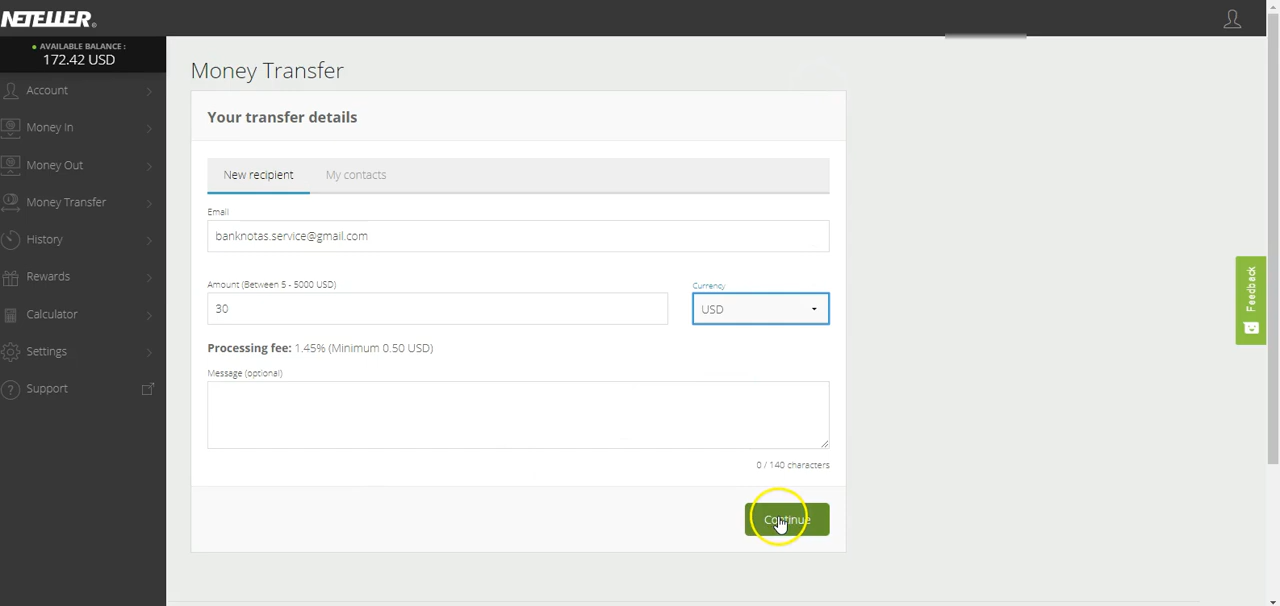 NETELLER®
AVAILABLE BALANCE :
172.42 USD
Account
Money In
Money Out
Money Transfer
History
Rewards
Calculator
Settings
? Support
Money Transfer
Your transfer details
New recipient My contacts
Email
banknotas.service@gmail.com
Amount (Between 5 - 5000 USD) Currency
30 USD
Processing fee: 1.45% (Minimum 0.50 USD)
Message (optional)
0 / 140 characters
Continue
Feedback